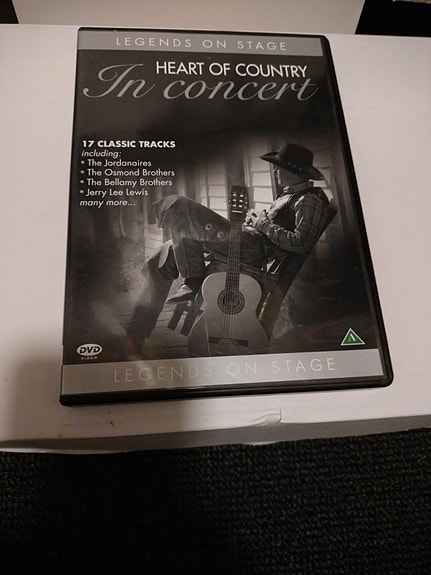 LEGENDS ON STAGE
HEART OF COUNTRY
In concert
17 CLASSIC TRACKS
including:
• The Jordanaires
• The Osmond Brothers
• The Bellamy Brothers
• Jerry Lee Lewis
many more...
DVD
VIDEO
A
LEGENDS ON STAGE